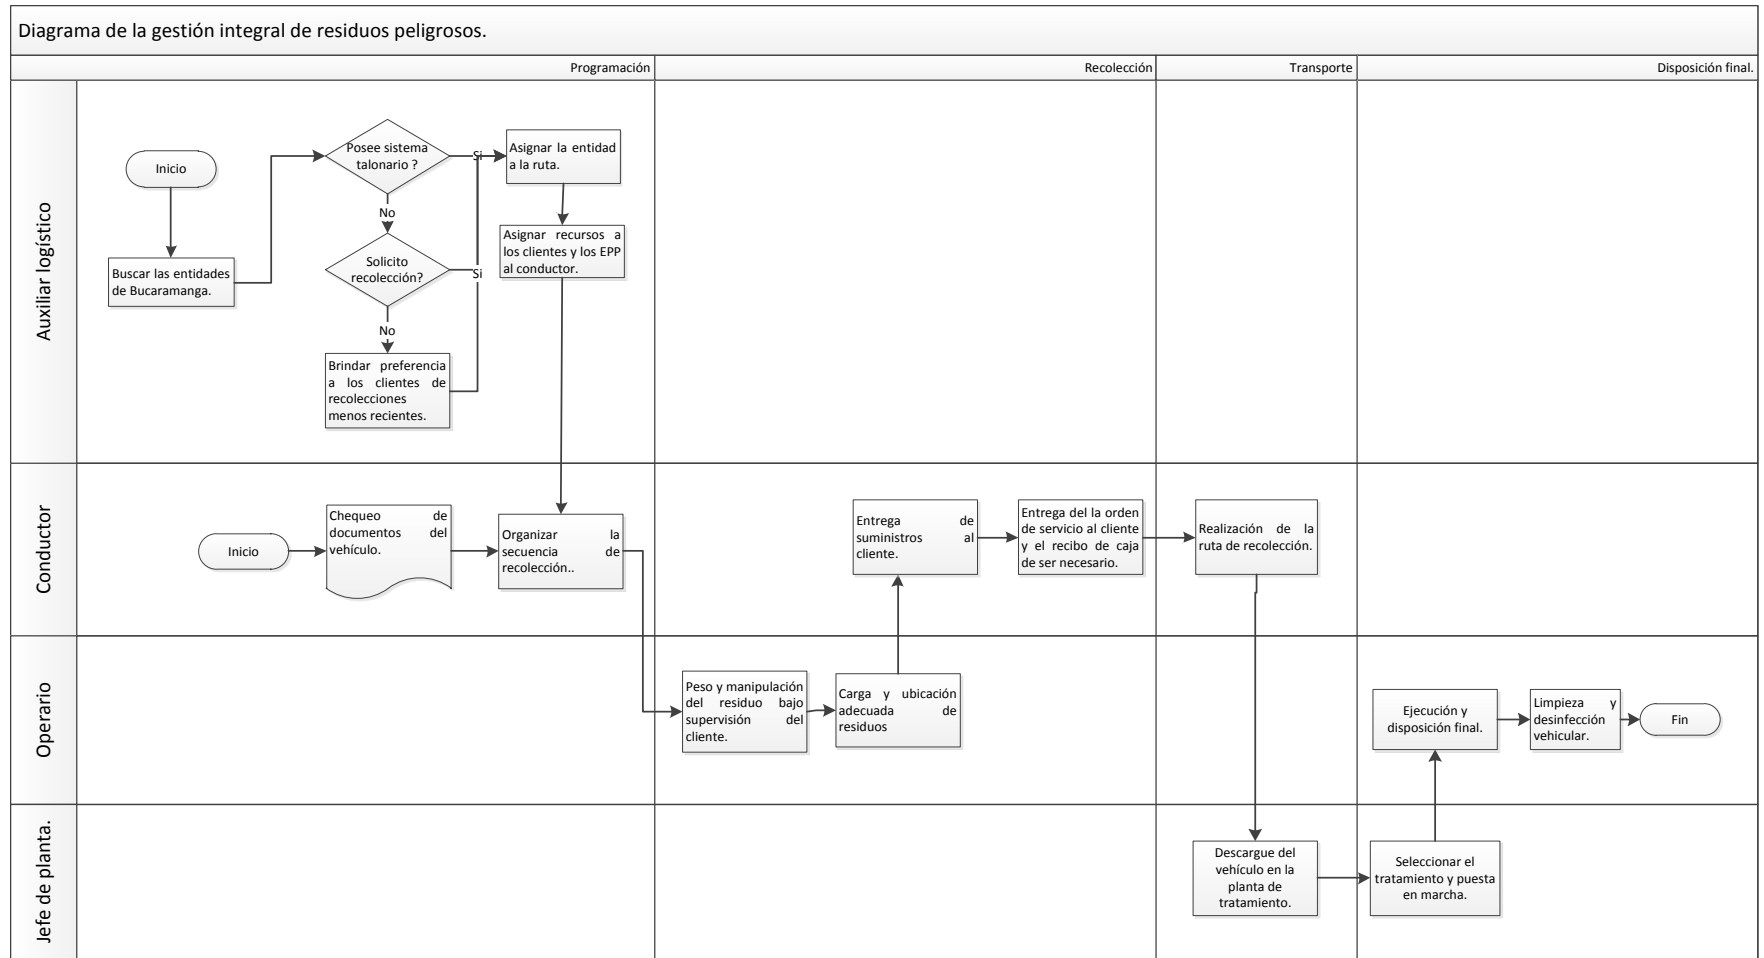 Diagrama de la gestión integral de residuos peligrosos.
Programación
Recolección
Transporte
Disposición final.
Auxiliar logístico
Inicio
Buscar las entidades
de Bucaramanga.
Posee sistema
talonario ?
Si
No
Solicito
recolección?
Si
No
Brindar preferencia
a los clientes de
recolecciones
menos recientes.
Asignar la entidad
a la ruta.
Asignar recursos a
los clientes y los EPP
al conductor.
Conductor
Inicio
Chequeo de
documentos del
vehículo.
Organizar la
secuencia de
recolección..
Entrega de
suministros al
cliente.
Entrega del la orden
de servicio al cliente
y el recibo de caja
de ser necesario.
Realización de la
ruta de recolección.
Operario
Peso y manipulación
del residuo bajo
supervisión del
cliente.
Carga y ubicación
adecuada de
residuos
Ejecución y
disposición final.
Limpieza y
desinfección
vehicular.
Fin
Jefe de planta.
Descargue del
vehículo en la
planta de
tratamiento.
Seleccionar el
tratamiento y puesta
en marcha.